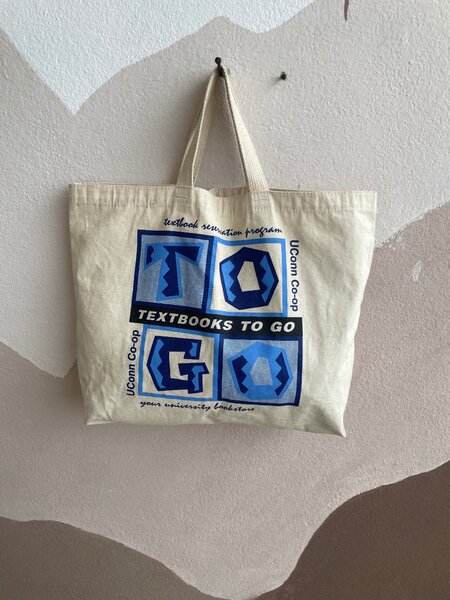 textbook reservation program
TO
UConn Co-op
TEXTBOOKS TO GO
UConn Co-op
GO
your university bookstore